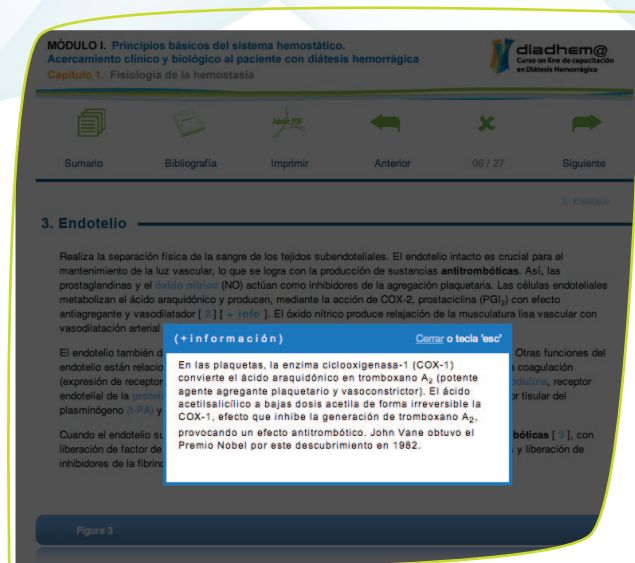 MÓDULO I. Principios básicos del sistema hemostático.
Acercamiento clínico y biológico al paciente con diátesis hemorrágica
Capítulo 1. Fisiología de la hemostasia
diadhem@
Curso on line de capacitación
en Diátesis Hemorrágica
Adobe PDF
Sumario Bibliografía Imprimir Anterior 06 / 27 Siguiente
3. Endotelio
3. Endotelio
Realiza la separación física de la sangre de los tejidos subendoteliales. El endotelio intacto es crucial para el
mantenimiento de la luz vascular, lo que se logra con la producción de sustancias antitrombóticas. Así, las
prostaglandinas y el óxido nítrico (NO) actúan como inhibidores de la agregación plaquetaria. Las células endoteliales
metabolizan el ácido araquidónico y producen, mediante la acción de COX-2, prostaciclina (PGI₂) con efecto
antiagregante y vasodilatador [ 2 ] [ + info ]. El óxido nítrico produce relajación de la musculatura lisa vascular con
vasodilatación arterial
El endotelio también d Otras funciones del
endotelio están relacio coagulación
(expresión de receptor odulina, receptor
endotelial de la proteín or tisular del
plasminógeno (t-PA) y
Cuando el endotelio su bóticas [ 3 ], con
liberación de factor de s y liberación de
inhibidores de la fibrino
(+información) Cerrar o tecla 'esc'
En las plaquetas, la enzima ciclooxigenasa-1 (COX-1)
convierte el ácido araquidónico en tromboxano A₂ (potente
agente agregante plaquetario y vasoconstrictor). El ácido
acetilsalicílico a bajas dosis acetila de forma irreversible la
COX-1, efecto que inhibe la generación de tromboxano A₂,
provocando un efecto antitrombótico. John Vane obtuvo el
Premio Nobel por este descubrimiento en 1982.
Figura 3